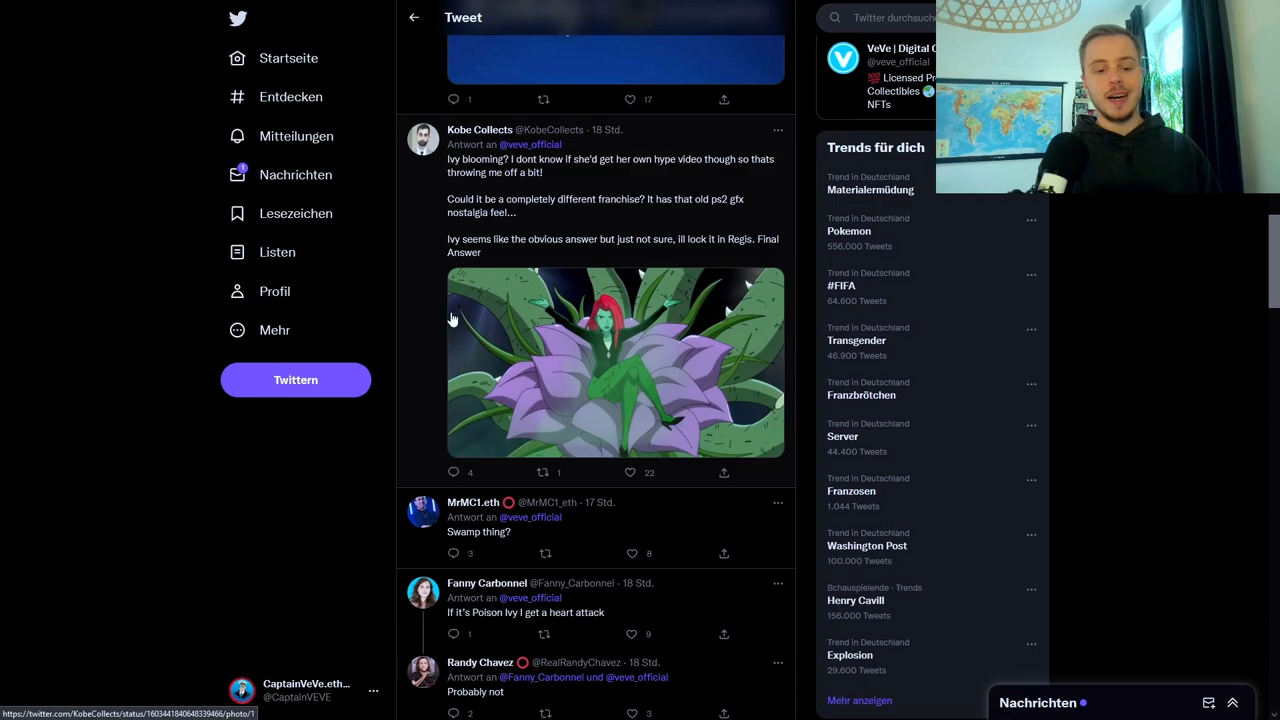 Startseite
Entdecken
Mitteilungen
1
Nachrichten
Lesezeichen
Listen
Profil
Mehr
Twittern
CaptainVeVe.eth...
@CaptainVEVE
https://twitter.com/KobeCollects/status/1603441840648339466/photo/1
Tweet
1
17
Kobe Collects @KobeCollects · 18 Std.
Antwort an @veve_official
Ivy blooming? I dont know if she'd get her own hype video though so thats
throwing me off a bit!
Could it be a completely different franchise? It has that old ps2 gfx
nostalgia feel...
Ivy seems like the obvious answer but just not sure, ill lock it in Regis. Final
Answer
4
1
22
MrMC1.eth @MrMC1_eth · 17 Std.
Antwort an @veve_official
Swamp thing?
3
8
Fanny Carbonnel @Fanny_Carbonnel · 18 Std.
Antwort an @veve_official
If it's Poison Ivy I get a heart attack
1
9
Randy Chavez @RealRandyChavez · 18 Std.
Antwort an @Fanny_Carbonnel und @veve_official
Probably not
2
3
Twitter durchsuche
VeVe | Digital C
@veve_official
💯 Licensed Pr
Collectibles
NFTs
Trends für dich
Trend in Deutschland
Materialermüdung
Trend in Deutschland
Pokemon
556.000 Tweets
Trend in Deutschland
#FIFA
64.600 Tweets
Trend in Deutschland
Transgender
46.900 Tweets
Trend in Deutschland
Franzbrötchen
Trend in Deutschland
Server
44.400 Tweets
Trend in Deutschland
Franzosen
1.044 Tweets
Trend in Deutschland
Washington Post
100.000 Tweets
Schauspielende · Trends
Henry Cavill
156.000 Tweets
Trend in Deutschland
Explosion
29.600 Tweets
Mehr anzeigen
Nachrichten